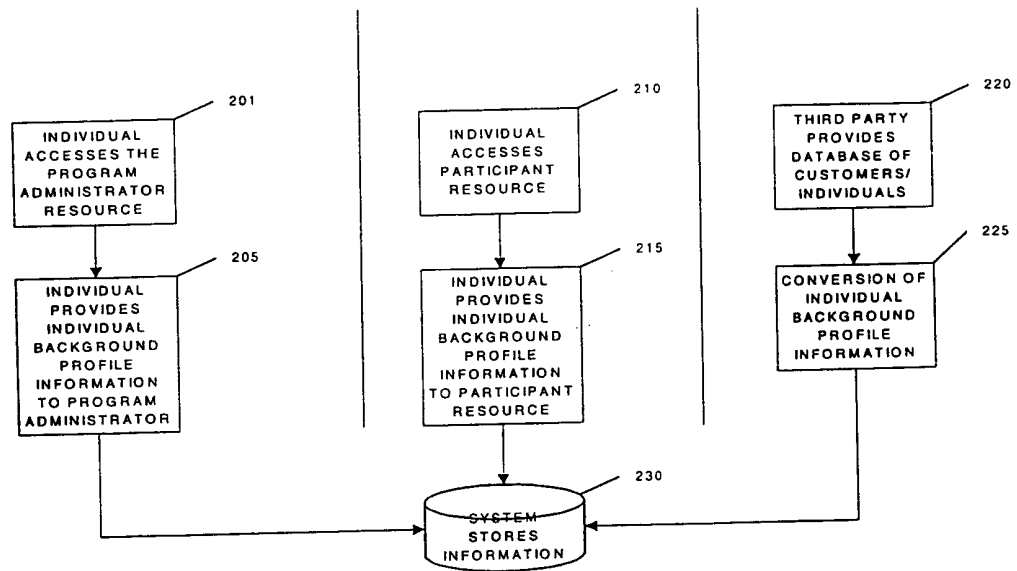 201
INDIVIDUAL
ACCESSES THE
PROGRAM
ADMINISTRATOR
RESOURCE
205
INDIVIDUAL
PROVIDES
INDIVIDUAL
BACKGROUND
PROFILE
INFORMATION
TO PROGRAM
ADMINISTRATOR
210
INDIVIDUAL
ACCESSES
PARTICIPANT
RESOURCE
215
INDIVIDUAL
PROVIDES
INDIVIDUAL
BACKGROUND
PROFILE
INFORMATION
TO PARTICIPANT
RESOURCE
220
THIRD PARTY
PROVIDES
DATABASE OF
CUSTOMERS/
INDIVIDUALS
225
CONVERSION OF
INDIVIDUAL
BACKGROUND
PROFILE
INFORMATION
230
SYSTEM
STORES
INFORMATION